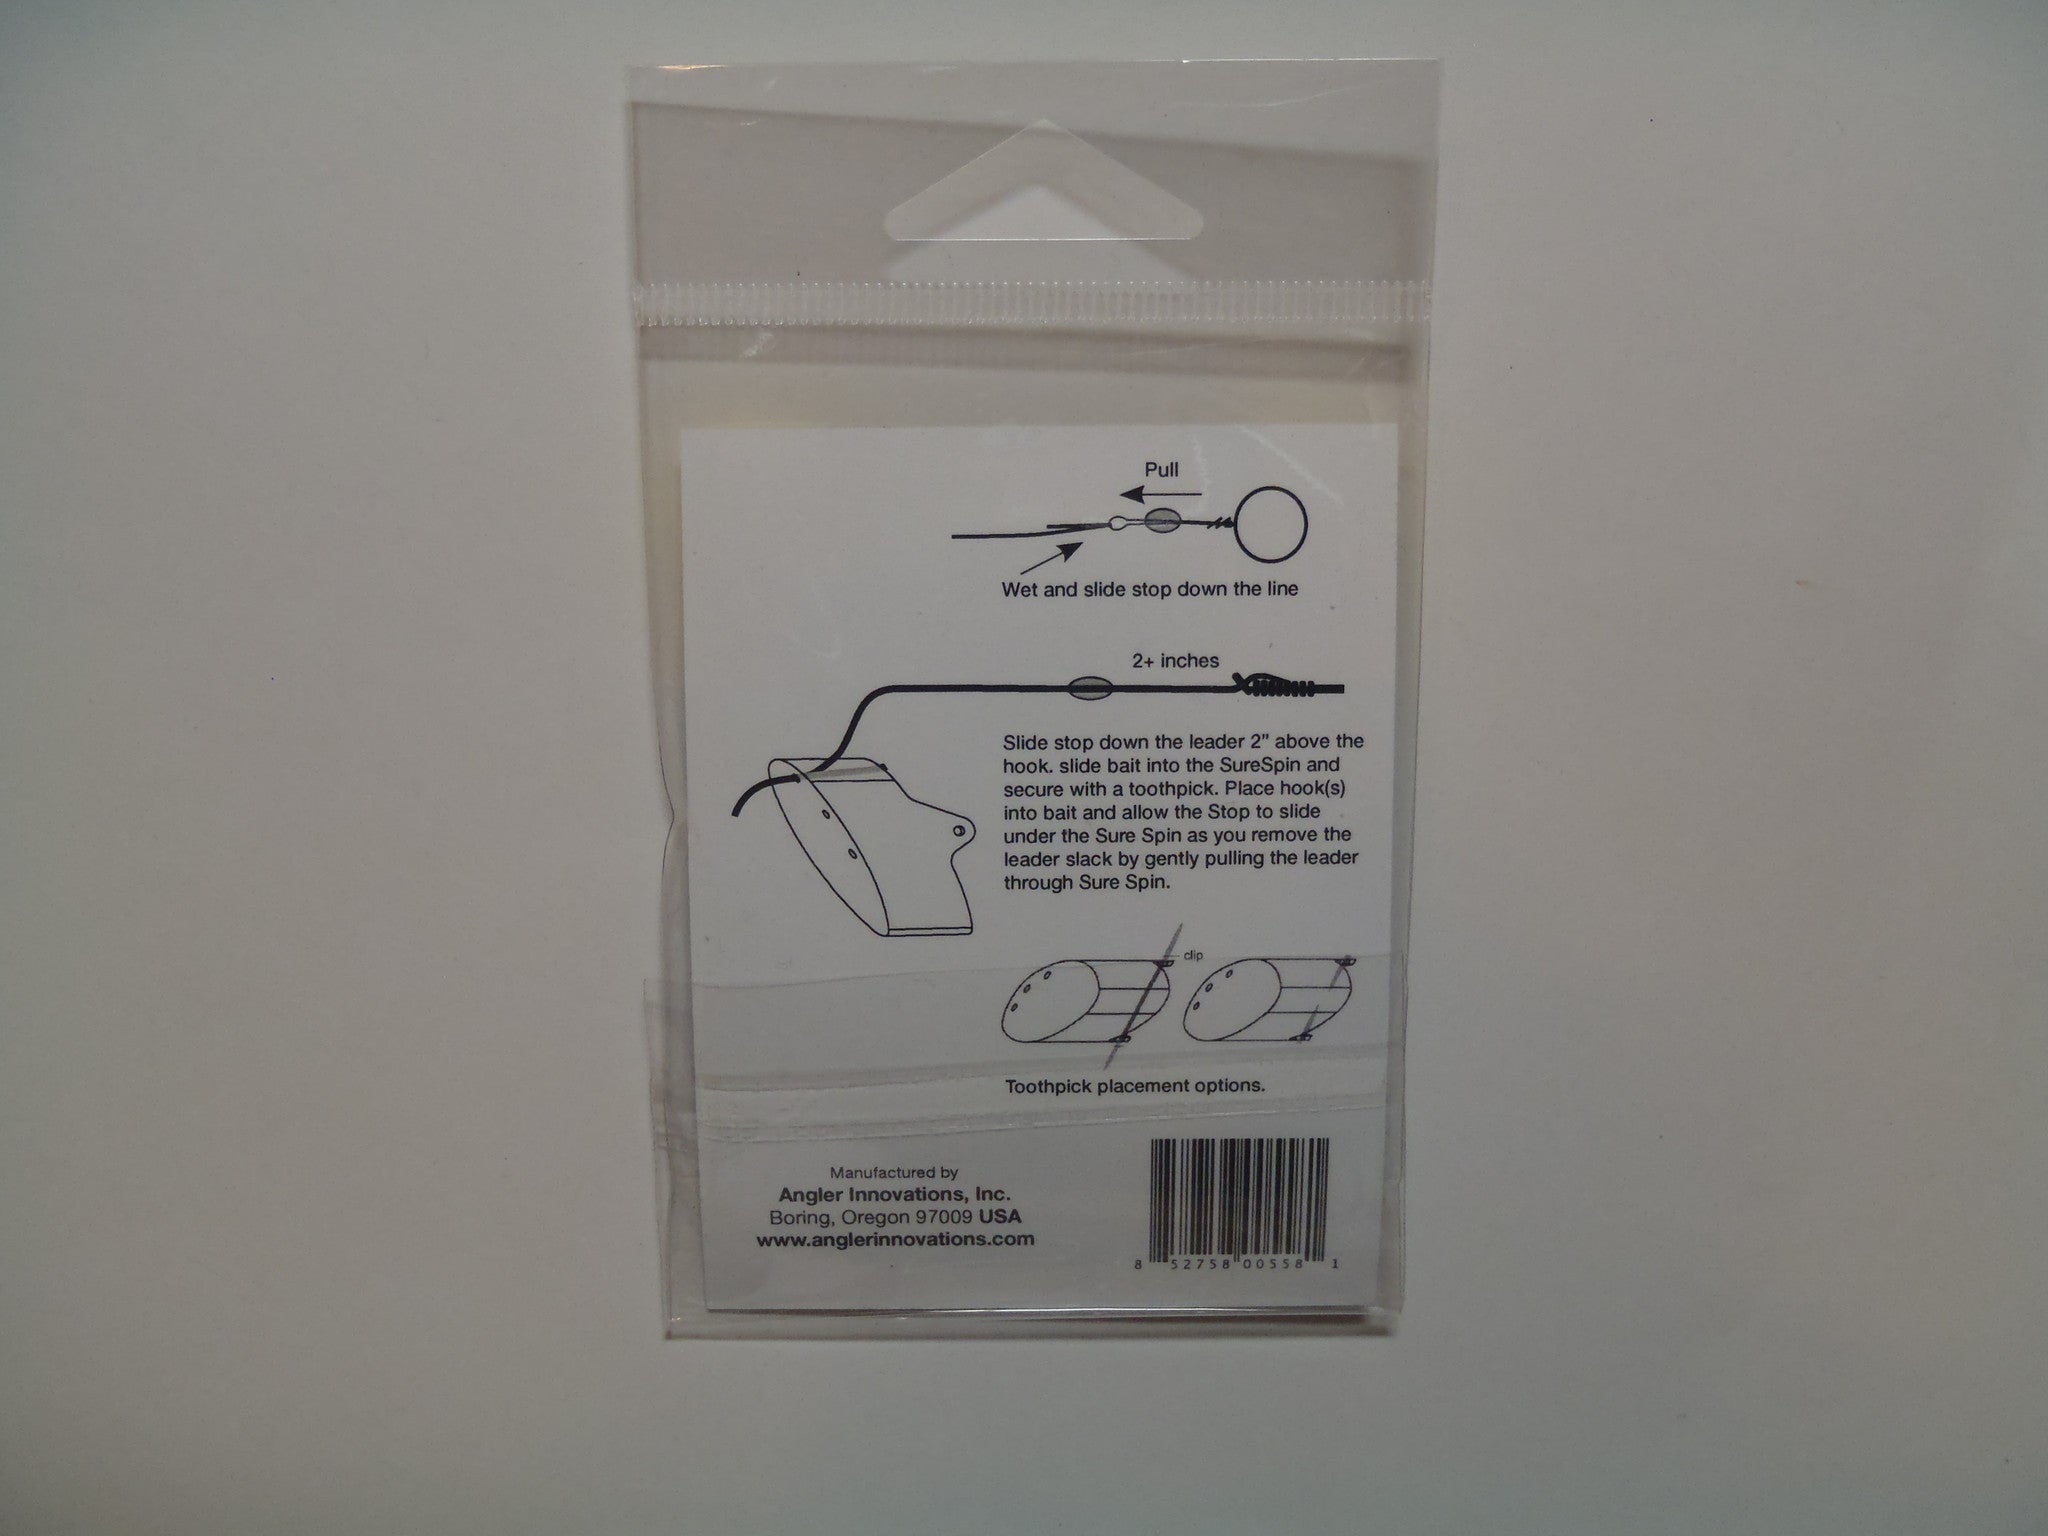 Pull
Wet and slide stop down the line
2+ inches
Slide stop down the leader 2" above the
hook. slide bait into the SureSpin and
secure with a toothpick. Place hook(s)
into bait and allow the Stop to slide
under the Sure Spin as you remove the
leader slack by gently pulling the leader
through Sure Spin.
clip
Toothpick placement options.
Manufactured by
Angler Innovations, Inc.
Boring, Oregon 97009 USA
www.anglerinnovations.com
8 52758 00558 1